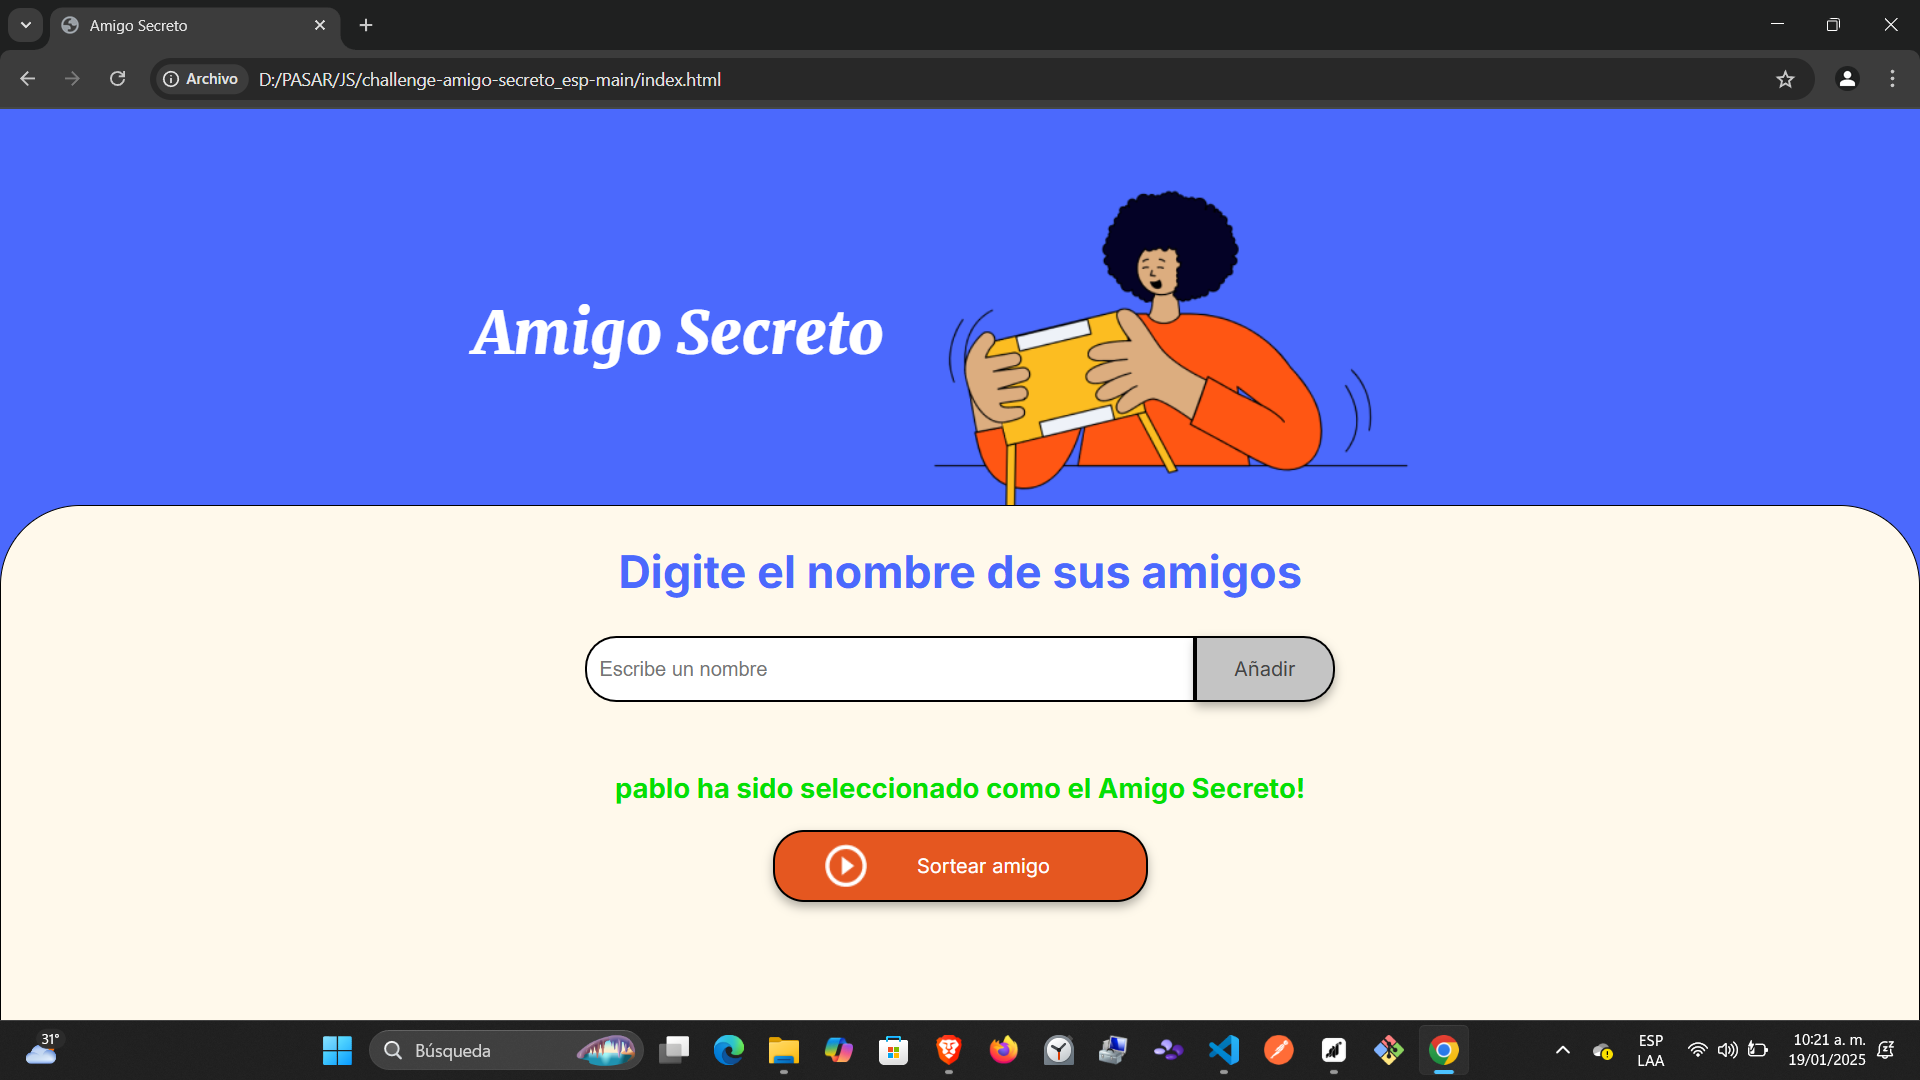 Amigo Secreto
Archivo
D:/PASAR/JS/challenge-amigo-secreto_esp-main/index.html
Amigo Secreto
Digite el nombre de sus amigos
Escribe un nombre
Añadir
pablo ha sido seleccionado como el Amigo Secreto!
Sortear amigo
31°
Búsqueda
ESP
LAA
10:21 a. m.
19/01/2025